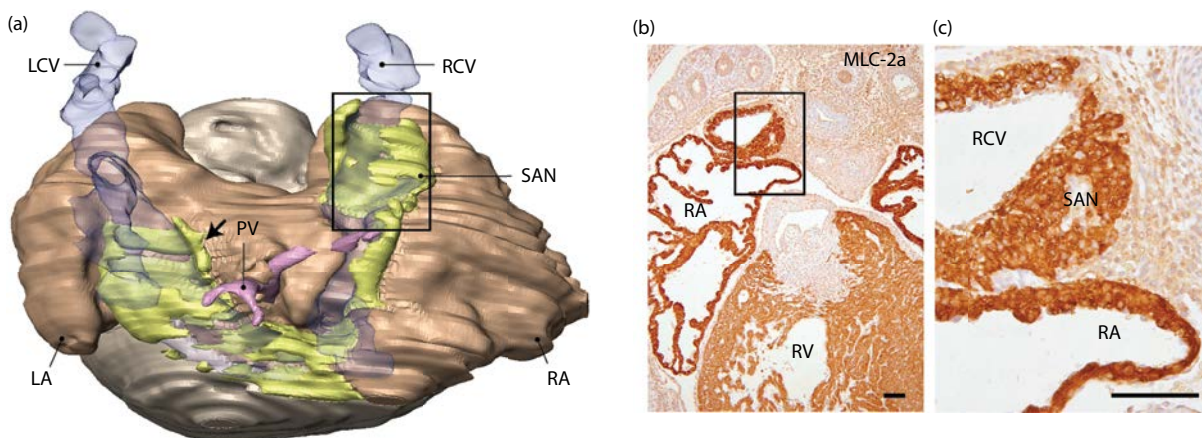 (a)
LCV
RCV
SAN
PV
LA
RA
(b)
MLC-2a
RA
RV
(c)
RCV
SAN
RA